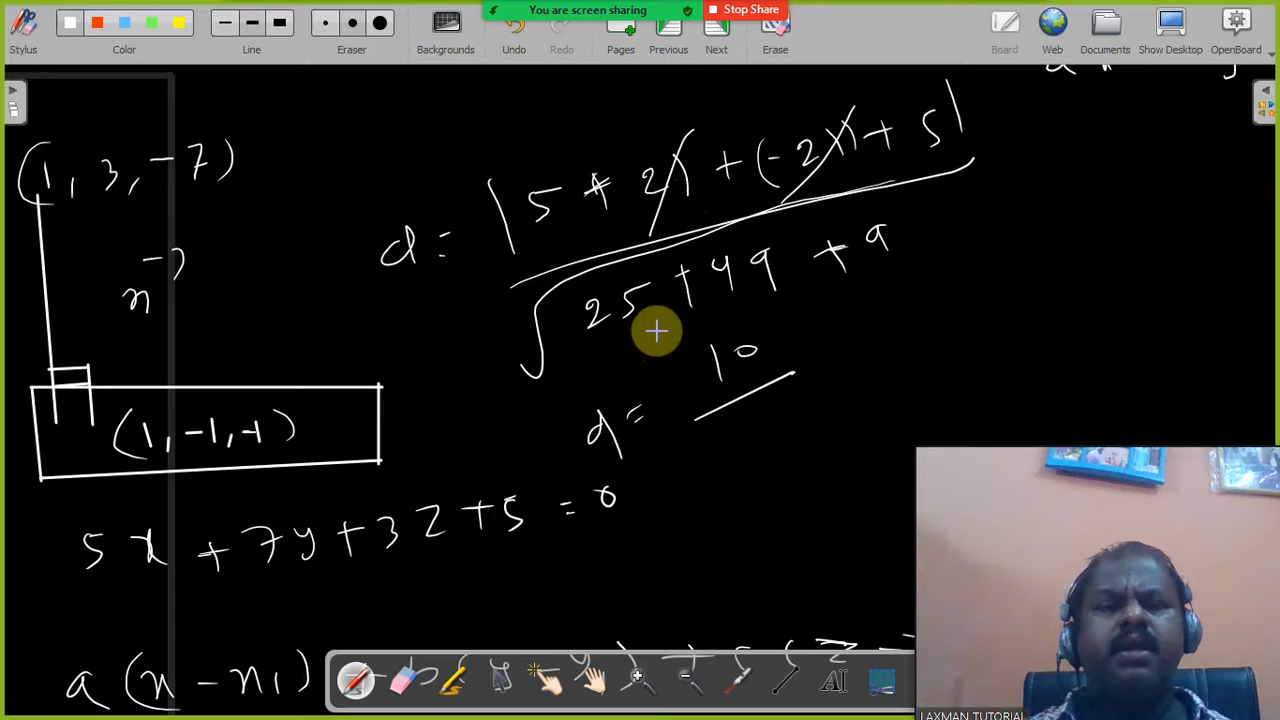 You are screen sharing
Stop Share
Stylus
Color
Line
Eraser
Backgrounds
Undo
Redo
Pages
Previous
Next
Erase
Board
Web
Documents
Show Desktop
OpenBoard
(1, 3, -7)
d = |5 + 21 + (-21) + 5|
√25 + 49 + 9
n
d = 10
(1, -1, -1)
5x + 7y + 3z + 5 = 0
a(x - x1)
LAXMAN TUTORIAL